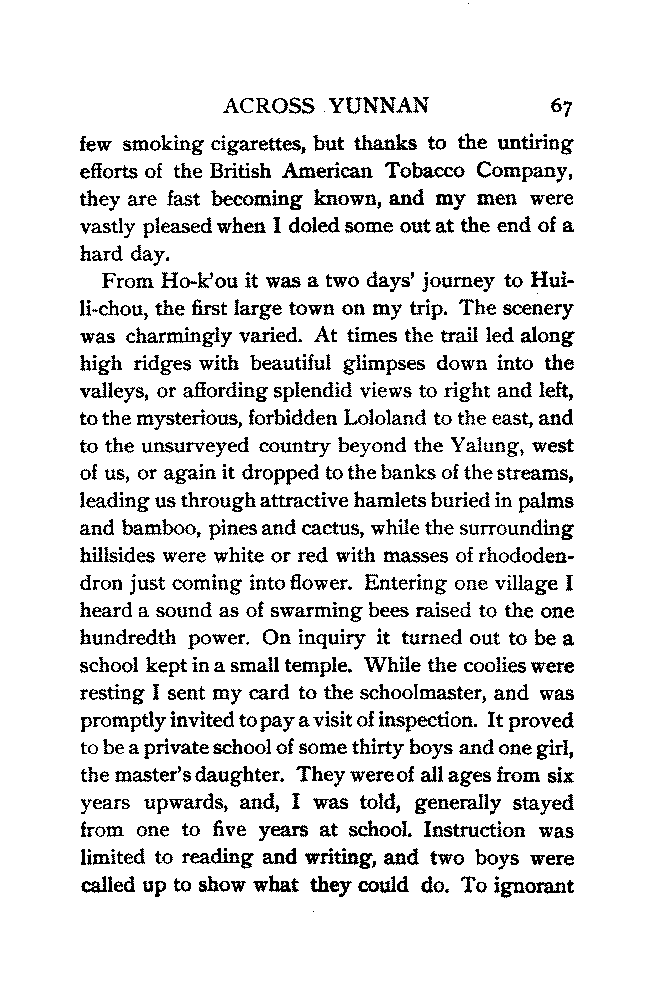 ACROSS YUNNAN 67
few smoking cigarettes, but thanks to the untiring
efforts of the British American Tobacco Company,
they are fast becoming known, and my men were
vastly pleased when I doled some out at the end of a
hard day.
From Ho-k'ou it was a two days' journey to Hui-
li-chou, the first large town on my trip. The scenery
was charmingly varied. At times the trail led along
high ridges with beautiful glimpses down into the
valleys, or affording splendid views to right and left,
to the mysterious, forbidden Lololand to the east, and
to the unsurveyed country beyond the Yalung, west
of us, or again it dropped to the banks of the streams,
leading us through attractive hamlets buried in palms
and bamboo, pines and cactus, while the surrounding
hillsides were white or red with masses of rhododen-
dron just coming into flower. Entering one village I
heard a sound as of swarming bees raised to the one
hundredth power. On inquiry it turned out to be a
school kept in a small temple. While the coolies were
resting I sent my card to the schoolmaster, and was
promptly invited to pay a visit of inspection. It proved
to be a private school of some thirty boys and one girl,
the master's daughter. They were of all ages from six
years upwards, and, I was told, generally stayed
from one to five years at school. Instruction was
limited to reading and writing, and two boys were
called up to show what they could do. To ignorant